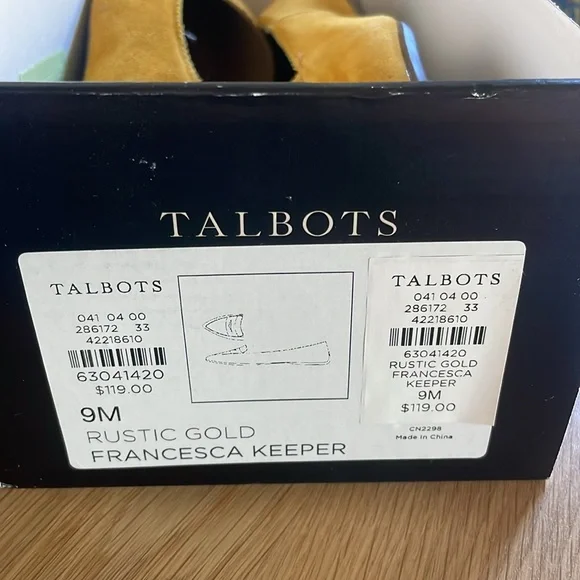 TALBOTS
TALBOTS
041 04 00
286172 33
42218610
63041420
$119.00
9M
RUSTIC GOLD
FRANCESCA KEEPER
TALBOTS
041 04 00
286172 33
42218610
63041420
RUSTIC GOLD
FRANCESCA
KEEPER
9M
$119.00
CN2298
Made in China